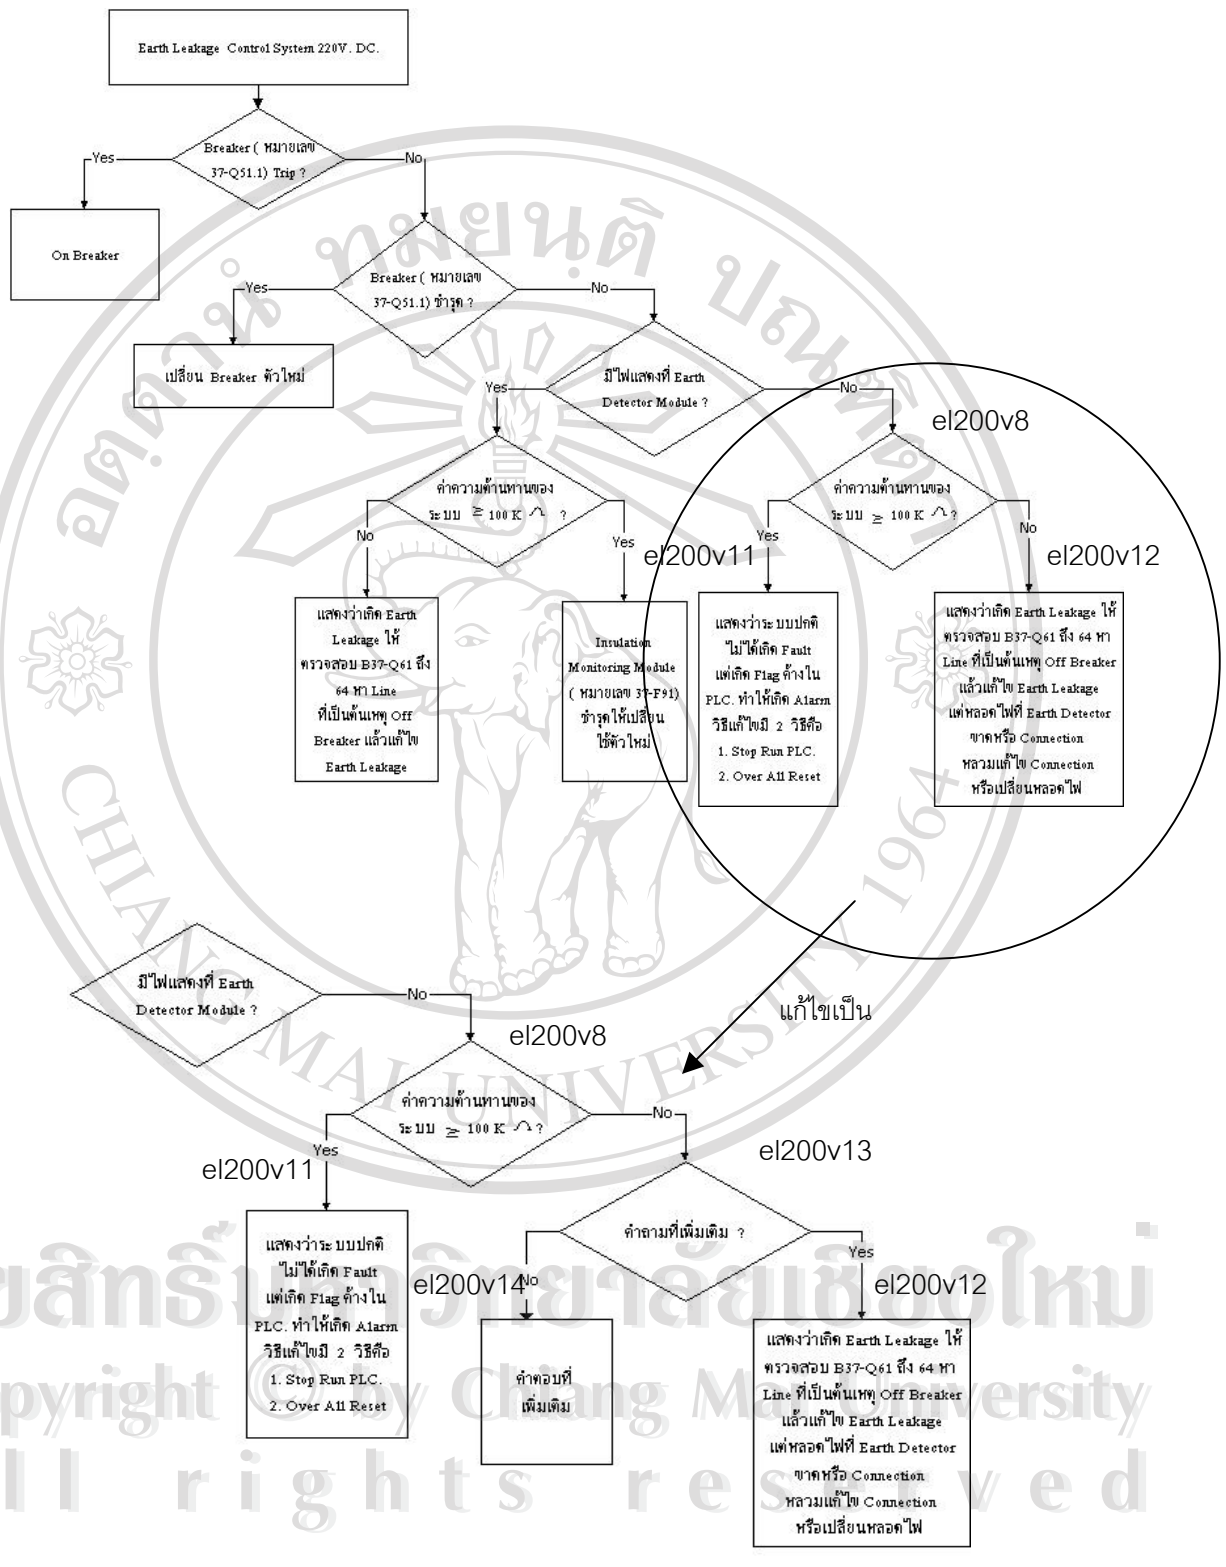 Earth Leakage Control System 220V. DC.
Breaker ( หมายเลข
37-Q51.1) Trip ?
Yes
No
On Breaker
Breaker ( หมายเลข
37-Q51.1) ชำรุด ?
Yes
No
เปลี่ยน Breaker ตัวใหม่
มีไฟแสดงที่ Earth
Detector Module ?
Yes
No
el200v8
ค่าความต้านทานของ
ระบบ ≥ 100 K ?
No
Yes
ค่าความต้านทานของ
ระบบ ≥ 100 K ?
Yes
No
el200v11
el200v12
แสดงว่าเกิด Earth
Leakage ให้
ตรวจสอบ B37-Q61 ถึง
64 หา Line
ที่เป็นต้นเหตุ Off
Breaker แล้วแก้ไข
Earth Leakage
Insulation
Monitoring Module
( หมายเลข 37-F91)
ชำรุดให้เปลี่ยน
ใช้ตัวใหม่
แสดงว่าระบบปกติ
ไม่ได้เกิด Fault
แต่เกิด Flag ค้างใน
PLC. ทำให้เกิด Alarm
วิธีแก้ไขมี 2 วิธีคือ
1. Stop Run PLC.
2. Over All Reset
แสดงว่าเกิด Earth Leakage ให้
ตรวจสอบ B37-Q61 ถึง 64 หา
Line ที่เป็นต้นเหตุ Off Breaker
แล้วแก้ไข Earth Leakage
แต่หลอดไฟที่ Earth Detector
ขาดหรือ Connection
หลวมแก้ไข Connection
หรือเปลี่ยนหลอดไฟ
แก้ไขเป็น
มีไฟแสดงที่ Earth
Detector Module ?
No
el200v8
ค่าความต้านทานของ
ระบบ ≥ 100 K ?
Yes
No
el200v11
el200v13
คำถามที่เพิ่มเติม ?
No
Yes
el200v14
el200v12
แสดงว่าระบบปกติ
ไม่ได้เกิด Fault
แต่เกิด Flag ค้างใน
PLC. ทำให้เกิด Alarm
วิธีแก้ไขมี 2 วิธีคือ
1. Stop Run PLC.
2. Over All Reset
คำตอบที่
เพิ่มเติม
แสดงว่าเกิด Earth Leakage ให้
ตรวจสอบ B37-Q61 ถึง 64 หา
Line ที่เป็นต้นเหตุ Off Breaker
แล้วแก้ไข Earth Leakage
แต่หลอดไฟที่ Earth Detector
ขาดหรือ Connection
หลวมแก้ไข Connection
หรือเปลี่ยนหลอดไฟ
CHIANG MAI UNIVERSITY 1964
by Chiang Mai University
rights reserved